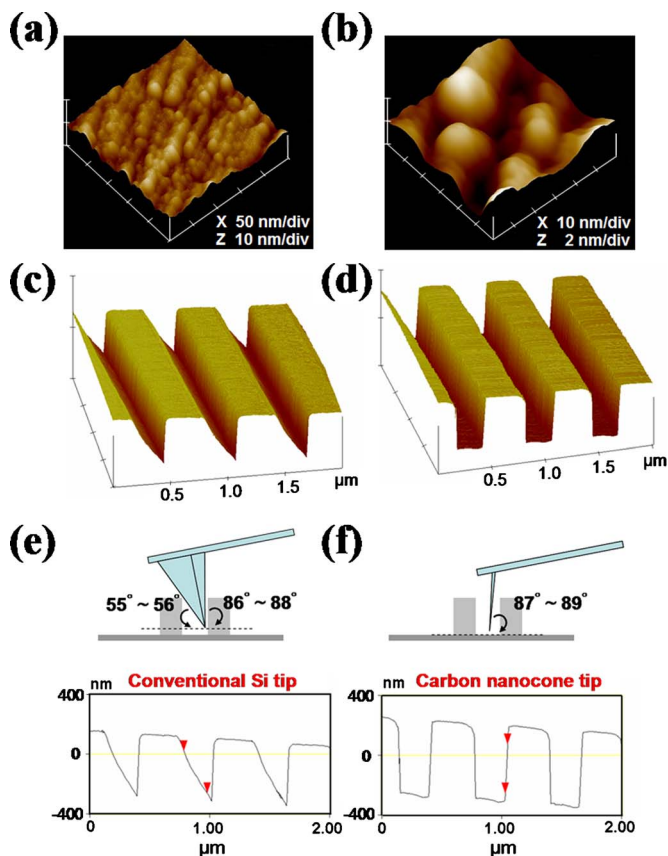 (a)
(b)
X 50 nm/div
Z 10 nm/div
X 10 nm/div
Z 2 nm/div
(c)
(d)
0.5 1.0 1.5 μm
0.5 1.0 1.5 μm
(e)
(f)
55° ~ 56° 86° ~ 88°
87° ~ 89°
400 nm Conventional Si tip
0
-400
0 1.00 2.00
μm
400 nm Carbon nanocone tip
0
-400
0 1.00 2.00
μm